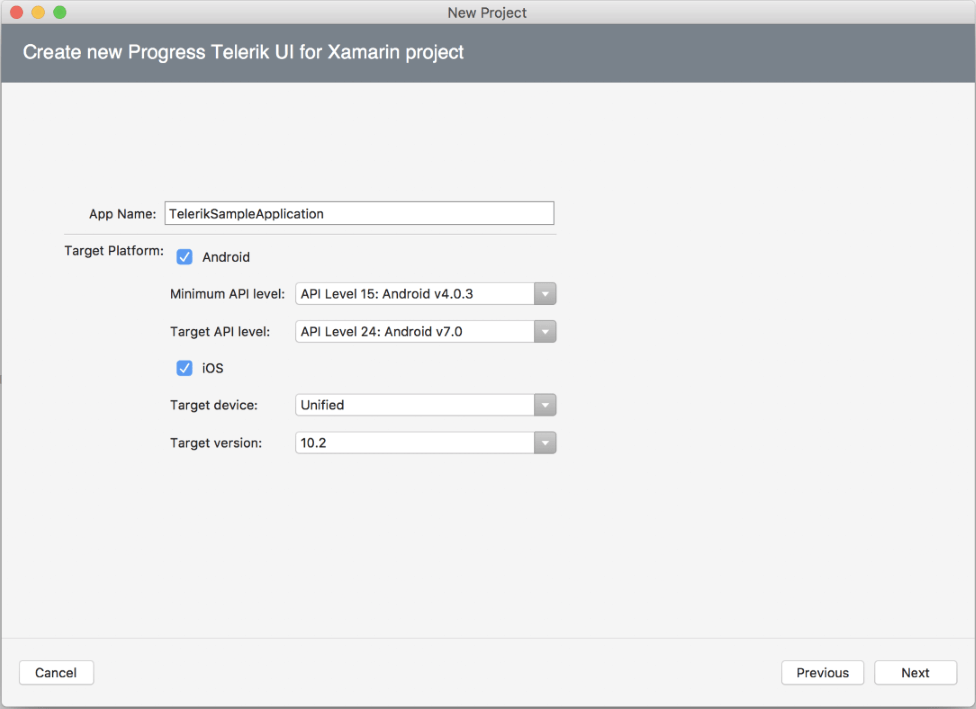 New Project
Create new Progress Telerik UI for Xamarin project
App Name: TelerikSampleApplication
Target Platform: Android
Minimum API level: API Level 15: Android v4.0.3
Target API level: API Level 24: Android v7.0
iOS
Target device: Unified
Target version: 10.2
Cancel Previous Next